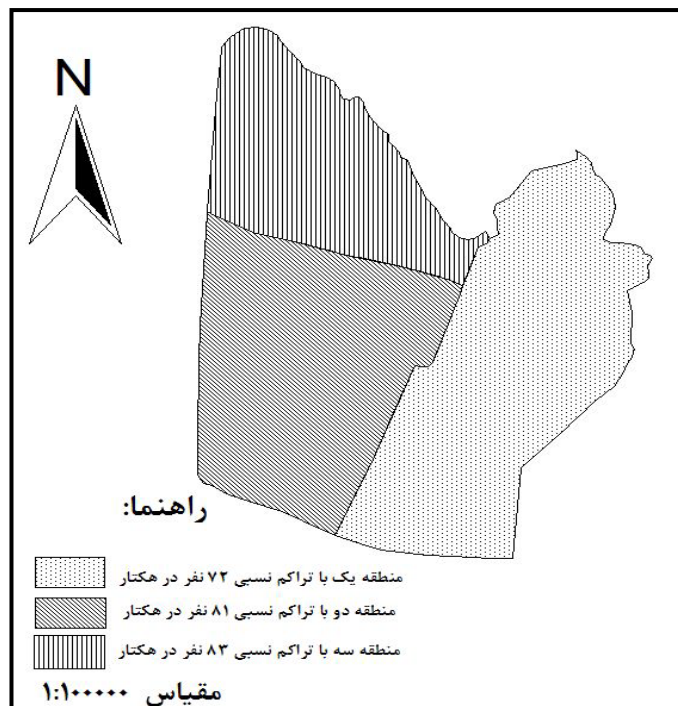 N
راهنما:
منطقه یک با تراکم نسبی ۷۲ نفر در هکتار
منطقه دو با تراکم نسبی ۸۱ نفر در هکتار
منطقه سه با تراکم نسبی ۸۳ نفر در هکتار
مقیاس ۱:۱۰۰۰۰۰